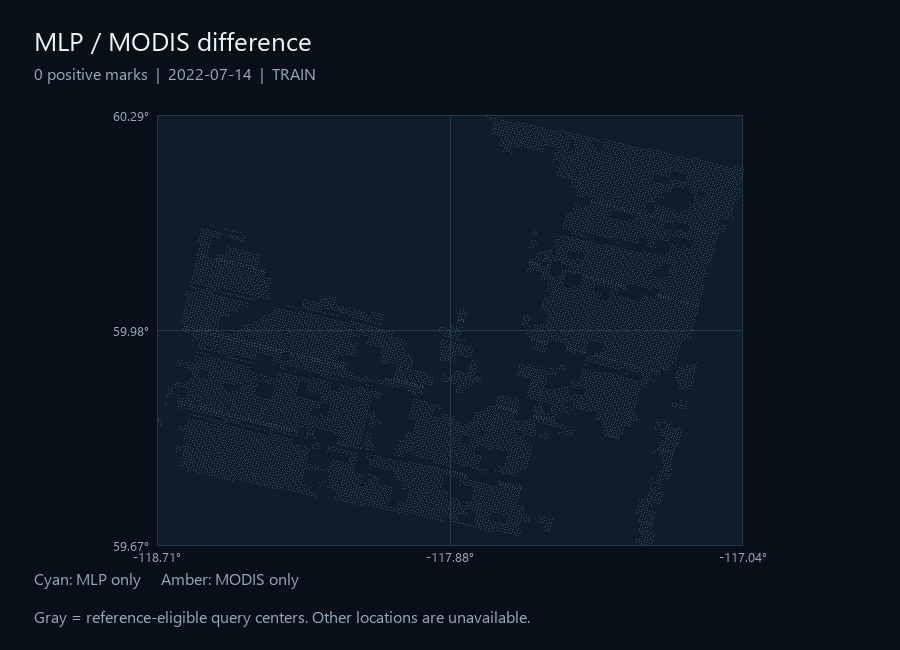 MLP / MODIS difference
0 positive marks | 2022-07-14 | TRAIN
60.29°
59.98°
59.67°
-118.71° -117.88° -117.04°
Cyan: MLP only Amber: MODIS only
Gray = reference-eligible query centers. Other locations are unavailable.